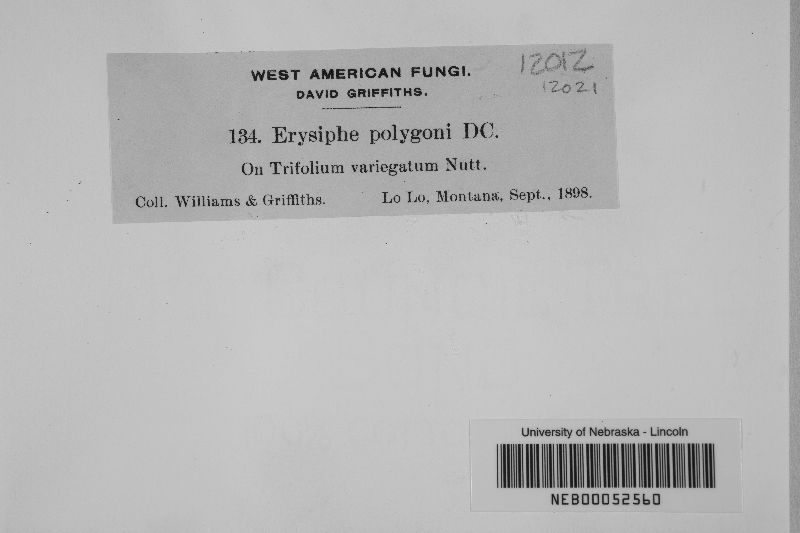 WEST AMERICAN FUNGI.
DAVID GRIFFITHS.
12012
12021
134. Erysiphe polygoni DC.
On Trifolium variegatum Nutt.
Coll. Williams & Griffiths. Lo Lo, Montana, Sept., 1898.
University of Nebraska - Lincoln
NEB00052560